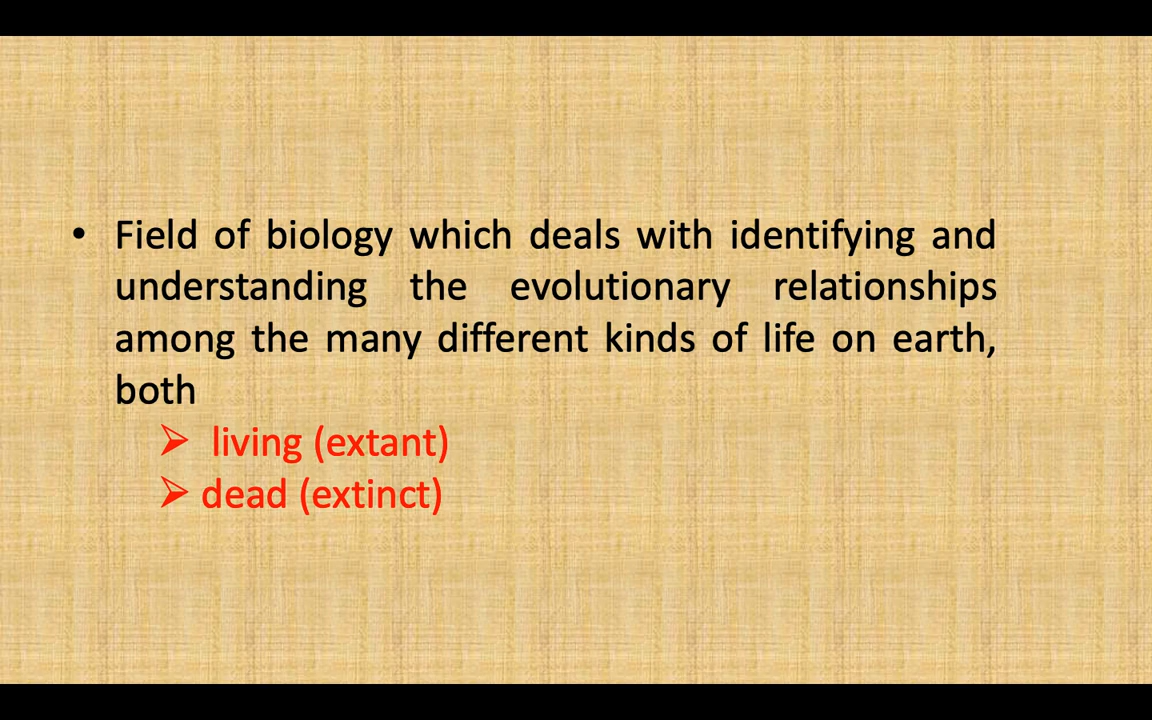 • Field of biology which deals with identifying and
understanding the evolutionary relationships
among the many different kinds of life on earth,
both
➢ living (extant)
➢ dead (extinct)